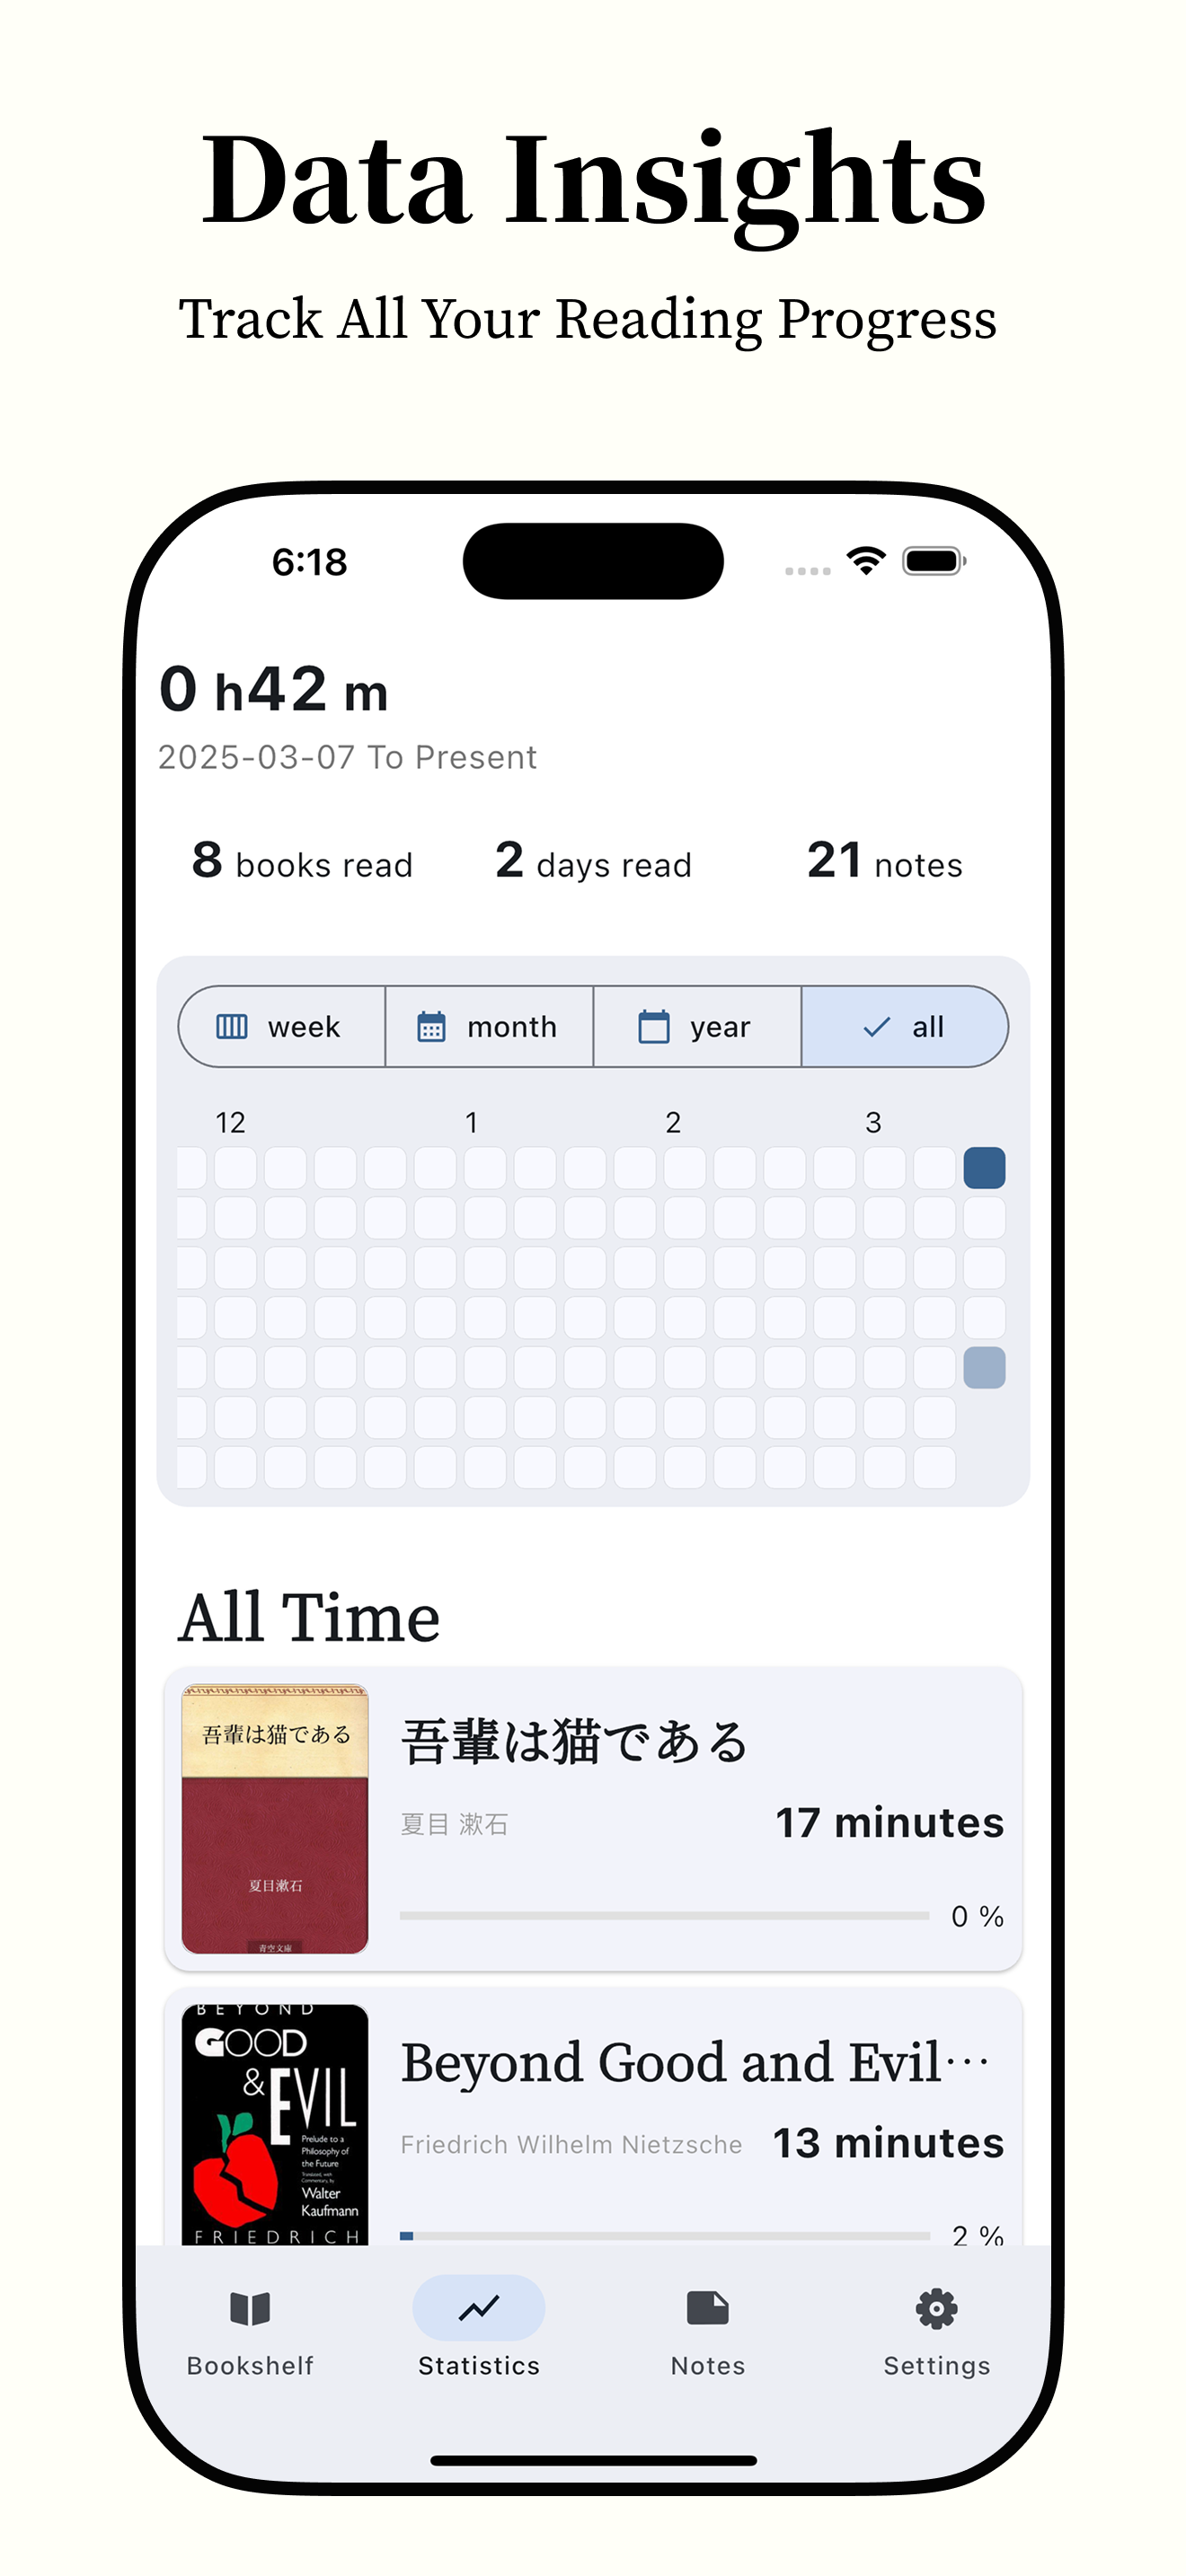 Data Insights
Track All Your Reading Progress
6:18
0 h42 m
2025-03-07 To Present
8 books read 2 days read 21 notes
week month year all
12 1 2 3
All Time
吾輩は猫である
夏目漱石
青空文庫
吾輩は猫である
夏目 漱石 17 minutes
0 %
BEYOND
GOOD
& EVIL
Prelude to a
Philosophy of
the Future
Translated, with
Commentary, by
Walter
Kaufmann
FRIEDRICH
Beyond Good and Evil···
Friedrich Wilhelm Nietzsche 13 minutes
2 %
Bookshelf Statistics Notes Settings